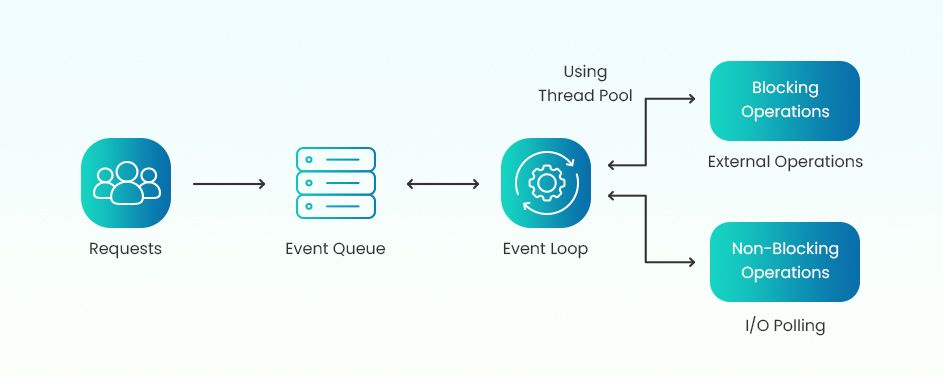 Requests
Event Queue
Event Loop
Using
Thread Pool
Blocking
Operations
External Operations
Non-Blocking
Operations
I/O Polling